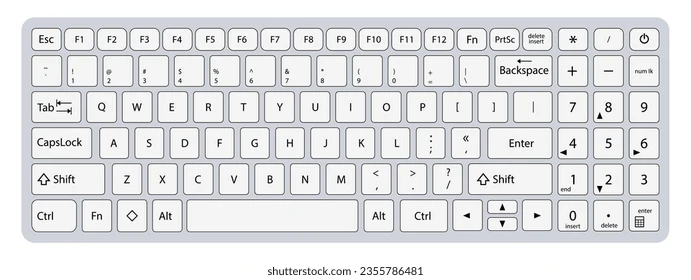 Esc F1 F2 F3 F4 F5 F6 F7 F8 F9 F10 F11 F12 Fn PrtSc delete insert * /
~ ` ! 1 @ 2 # 3 $ 4 % 5 ^ 6 & 7 * 8 ( 9 ) 0 + = | \ ← Backspace + − num lk
Tab Q W E R T Y U I O P [ ] | 7 8 ▲ 9
CapsLock A S D F G H J K L : ; « , Enter 4 ◄ 5 6 ►
Shift Z X C V B N M < , > . ? / Shift 1 end 2 ▼ 3
Ctrl Fn ◇ Alt Alt Ctrl ◄ ▲ ▼ ► 0 insert . delete enter
shutterstock.com · 2355786481